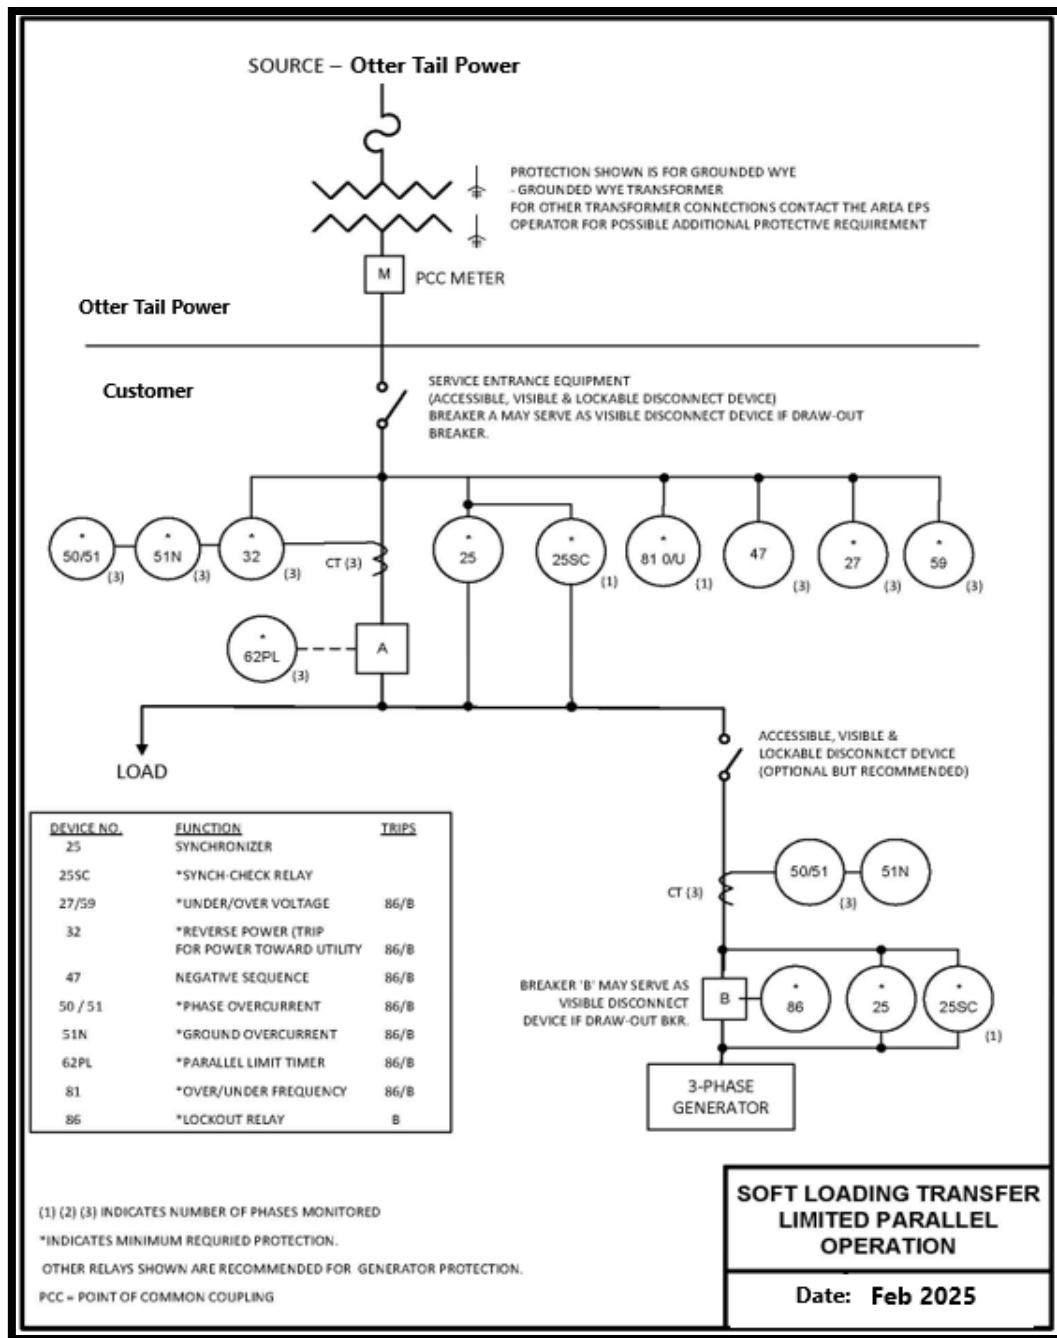 SOURCE – Otter Tail Power
PROTECTION SHOWN IS FOR GROUNDED WYE
- GROUNDED WYE TRANSFORMER
FOR OTHER TRANSFORMER CONNECTIONS CONTACT THE AREA EPS
OPERATOR FOR POSSIBLE ADDITIONAL PROTECTIVE REQUIREMENT
M
PCC METER
Otter Tail Power
Customer
SERVICE ENTRANCE EQUIPMENT
(ACCESSIBLE, VISIBLE & LOCKABLE DISCONNECT DEVICE)
BREAKER A MAY SERVE AS VISIBLE DISCONNECT DEVICE IF DRAW-OUT
BREAKER.
* 50/51 (3)
* 51N (3)
* 32 (3)
CT (3)
* 25
* 25SC (1)
* 81 0/U (1)
47 (3)
* 27 (3)
* 59 (3)
* 62PL (3)
A
LOAD
ACCESSIBLE, VISIBLE &
LOCKABLE DISCONNECT DEVICE
(OPTIONAL BUT RECOMMENDED)
DEVICE NO. FUNCTION TRIPS
25 SYNCHRONIZER
25SC *SYNCH-CHECK RELAY
27/59 *UNDER/OVER VOLTAGE 86/B
32 *REVERSE POWER (TRIP
FOR POWER TOWARD UTILITY 86/B
47 NEGATIVE SEQUENCE 86/B
50 / 51 *PHASE OVERCURRENT 86/B
51N *GROUND OVERCURRENT 86/B
62PL *PARALLEL LIMIT TIMER 86/B
81 *OVER/UNDER FREQUENCY 86/B
86 *LOCKOUT RELAY B
CT (3)
50/51 (3)
51N
BREAKER 'B' MAY SERVE AS
VISIBLE DISCONNECT
DEVICE IF DRAW-OUT BKR.
B
* 86
* 25
* 25SC (1)
3-PHASE
GENERATOR
(1) (2) (3) INDICATES NUMBER OF PHASES MONITORED
*INDICATES MINIMUM REQURIED PROTECTION.
OTHER RELAYS SHOWN ARE RECOMMENDED FOR GENERATOR PROTECTION.
PCC = POINT OF COMMON COUPLING
SOFT LOADING TRANSFER
LIMITED PARALLEL
OPERATION
Date: Feb 2025